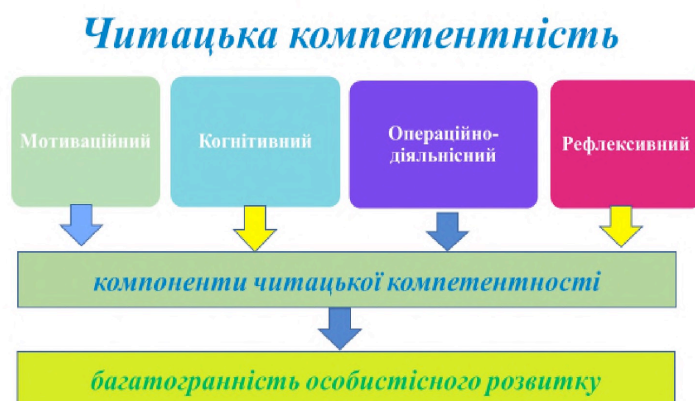 Читацька компетентність
Мотиваційний
Когнітивний
Операційно-
діяльнісний
Рефлексивний
компоненти читацької компетентності
багатогранність особистісного розвитку